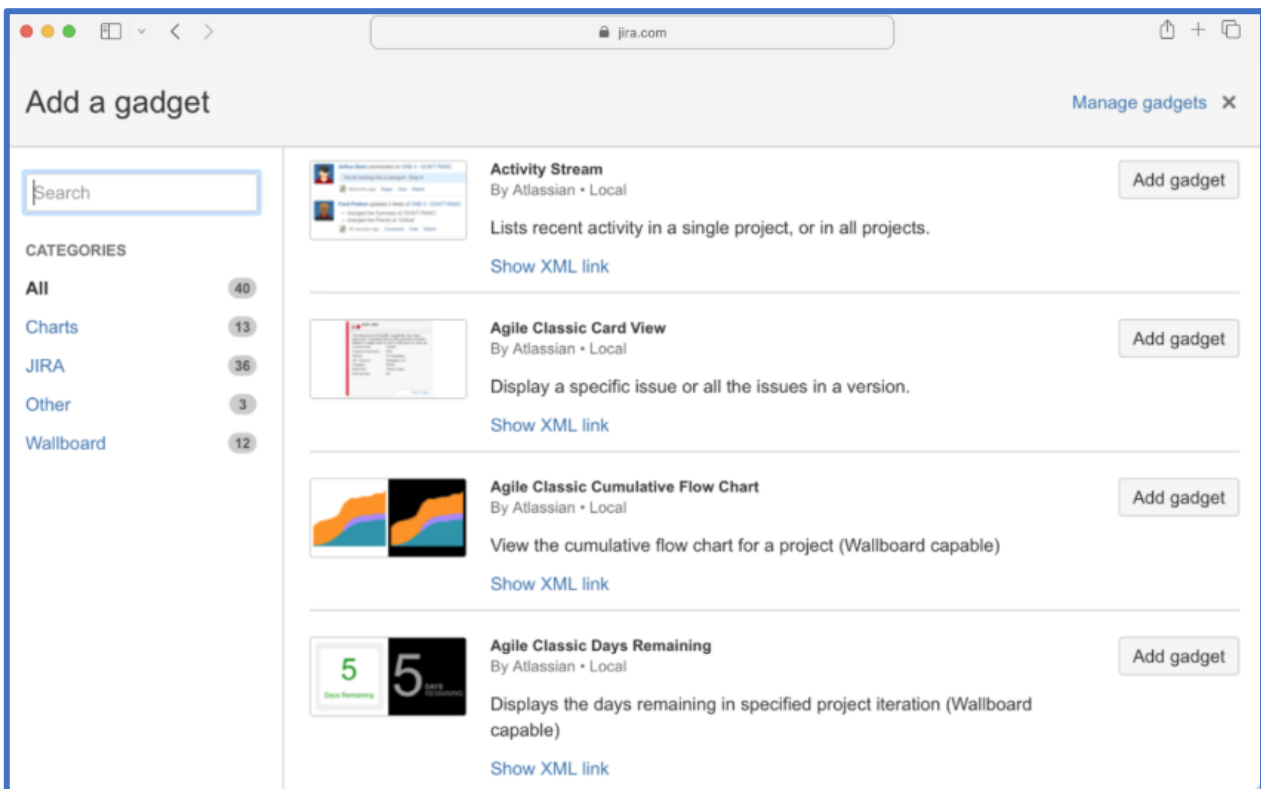 jira.com
Add a gadget
Manage gadgets
Search
CATEGORIES
All 40
Charts 13
JIRA 36
Other 3
Wallboard 12
Activity Stream
By Atlassian • Local
Lists recent activity in a single project, or in all projects.
Show XML link
Add gadget
Agile Classic Card View
By Atlassian • Local
Display a specific issue or all the issues in a version.
Show XML link
Add gadget
Agile Classic Cumulative Flow Chart
By Atlassian • Local
View the cumulative flow chart for a project (Wallboard capable)
Show XML link
Add gadget
5
Days Remaining
5 DAYS
REMAINING
Agile Classic Days Remaining
By Atlassian • Local
Displays the days remaining in specified project iteration (Wallboard
capable)
Show XML link
Add gadget